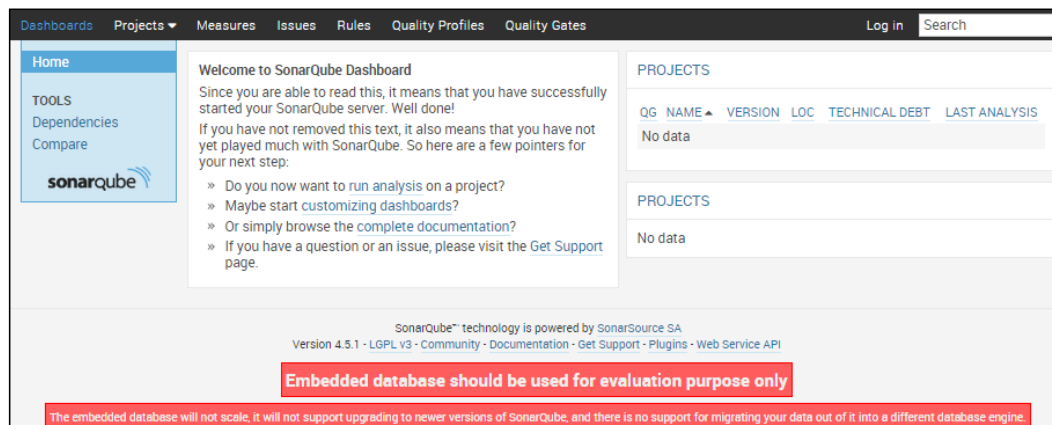 Dashboards Projects Measures Issues Rules Quality Profiles Quality Gates Log in Search
Home
TOOLS
Dependencies
Compare
sonarqube
Welcome to SonarQube Dashboard
Since you are able to read this, it means that you have successfully
started your SonarQube server. Well done!
If you have not removed this text, it also means that you have not
yet played much with SonarQube. So here are a few pointers for
your next step:
» Do you now want to run analysis on a project?
» Maybe start customizing dashboards?
» Or simply browse the complete documentation?
» If you have a question or an issue, please visit the Get Support
page.
PROJECTS
QG NAME VERSION LOC TECHNICAL DEBT LAST ANALYSIS
No data
PROJECTS
No data
SonarQube™ technology is powered by SonarSource SA
Version 4.5.1 - LGPL v3 - Community - Documentation - Get Support - Plugins - Web Service API
Embedded database should be used for evaluation purpose only
The embedded database will not scale, it will not support upgrading to newer versions of SonarQube, and there is no support for migrating your data out of it into a different database engine.